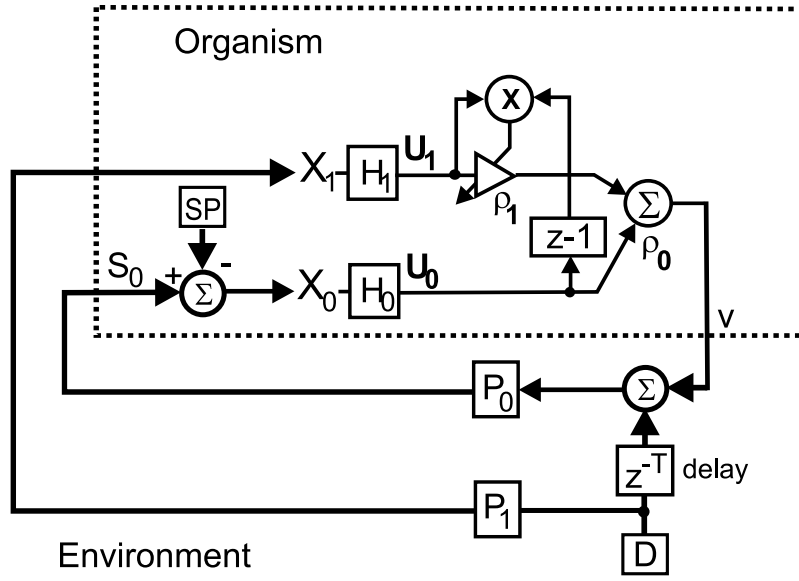 Organism
X
X₁
H₁
U₁
ρ₁
Σ
ρ₀
SP
z-1
S₀
+
-
Σ
X₀
H₀
U₀
v
P₀
Σ
z⁻ᵀ
delay
P₁
D
Environment